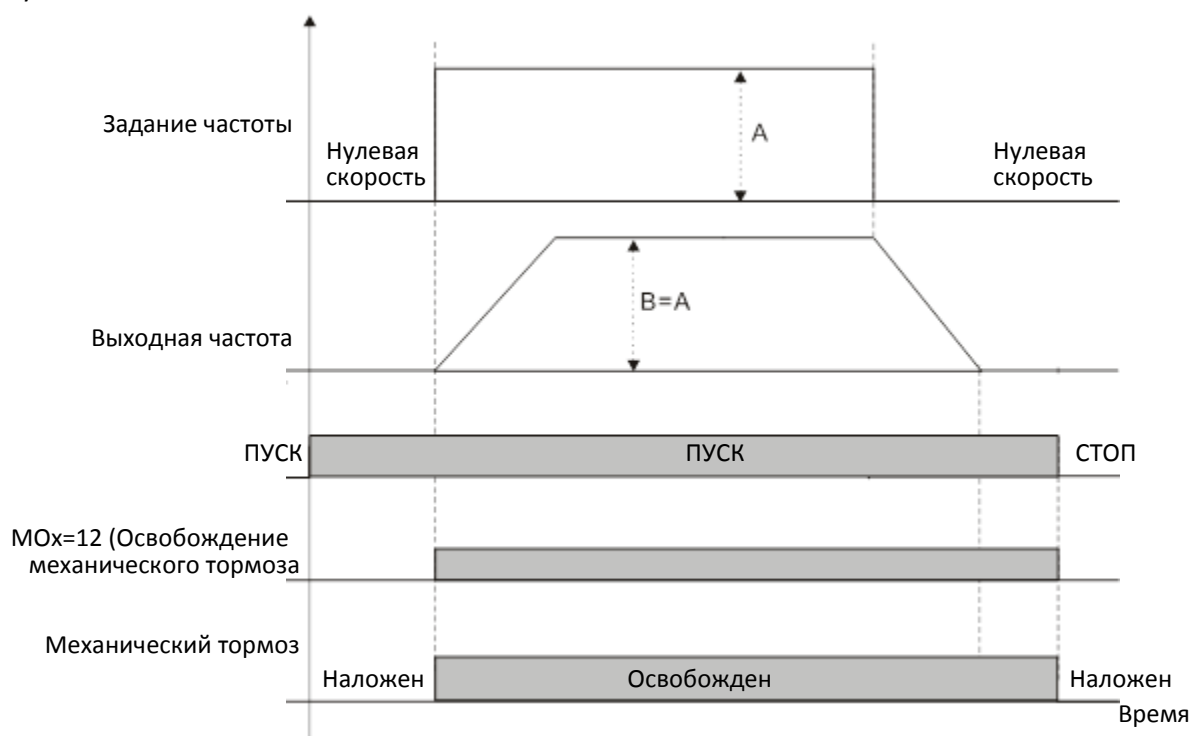 Задание частоты
Нулевая
скорость
A
Нулевая
скорость
Выходная частота
B=A
ПУСК
ПУСК
СТОП
MOx=12 (Освобождение
механического тормоза
Механический тормоз
Наложен
Освобожден
Наложен
Время